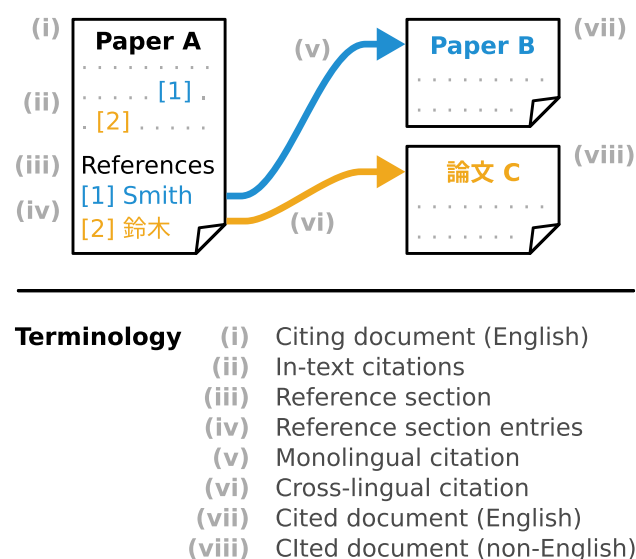 (i)
Paper A
. . . . . . . . . . .
(ii)
. . . . . [1] .
. [2] . . . . .
(iii)
References
(iv)
[1] Smith
[2] 鈴木
(v)
(vi)
Paper B
. . . . . . . . .
. . . . . . .
(vii)
論文 C
. . . . . . . . .
. . . . . . .
(viii)
Terminology (i) Citing document (English)
(ii) In-text citations
(iii) Reference section
(iv) Reference section entries
(v) Monolingual citation
(vi) Cross-lingual citation
(vii) Cited document (English)
(viii) CIted document (non-English)